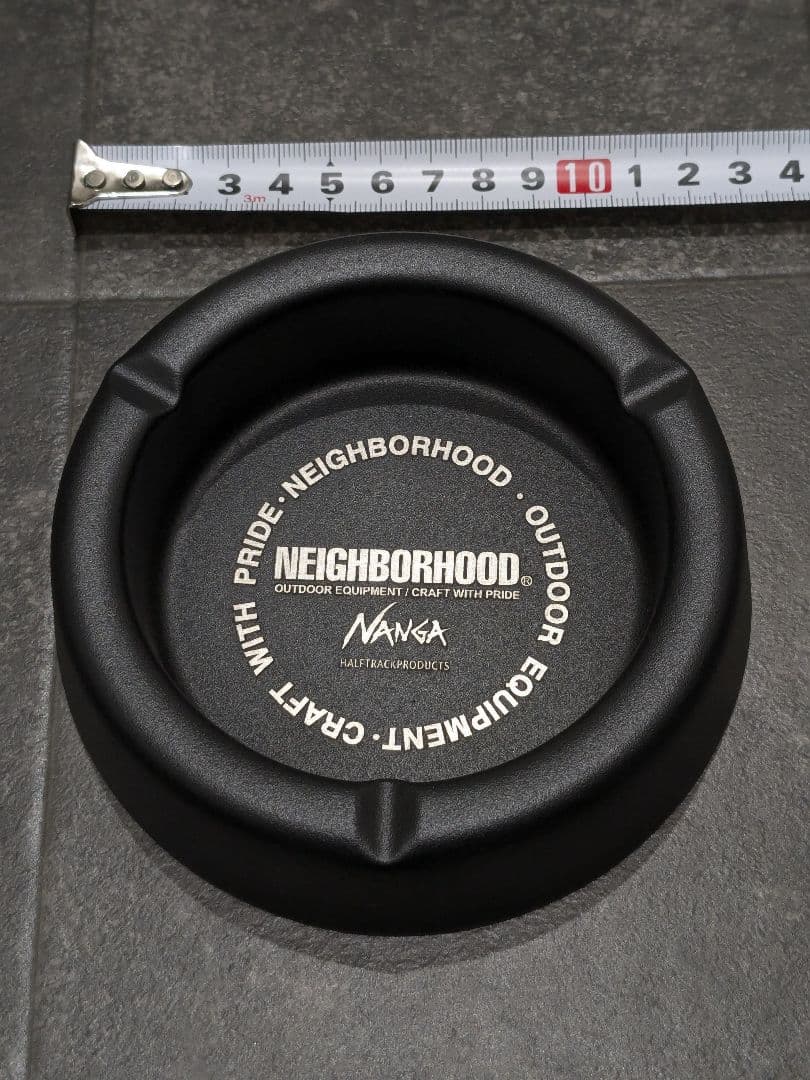 3 4 5 6 7 8 9 10 1 2 3 4
3m
NEIGHBORHOOD · OUTDOOR EQUIPMENT · CRAFT WITH PRIDE ·
NEIGHBORHOOD®
OUTDOOR EQUIPMENT / CRAFT WITH PRIDE
NANGA
HALFTRACKPRODUCTS